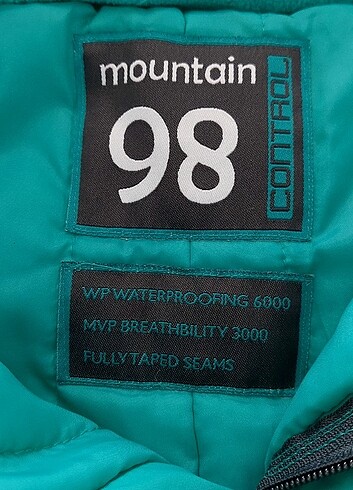 mountain
98
CONTROL
WP WATERPROOFING 6000
MVP BREATHBILITY 3000
FULLY TAPED SEAMS